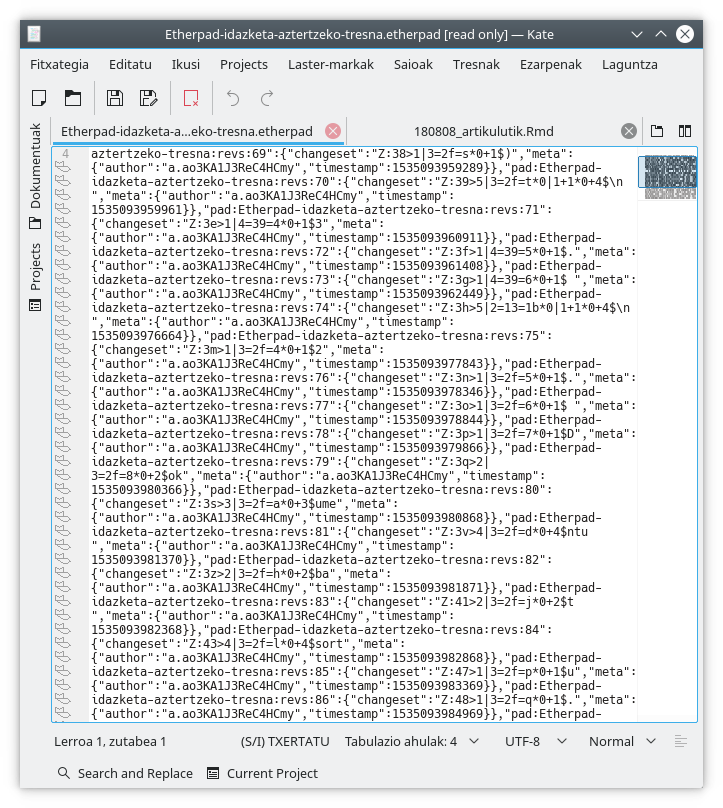 Etherpad-idazketa-aztertzeko-tresna.etherpad [read only] — Kate
Fitxategia Editatu Ikusi Projects Laster-markak Saioak Tresnak Ezarpenak Laguntza
Etherpad-idazketa-a...eko-tresna.etherpad 180808_artikulutik.Rmd
Dokumentuak
Projects
4 aztertzeko-tresna:revs:69":{"changeset":"Z:38>1|3=2f=s*0+1$)","meta":
{"author":"a.ao3KA1J3ReC4HCmy","timestamp":1535093959289}},"pad:Etherpad-
idazketa-aztertzeko-tresna:revs:70":{"changeset":"Z:39>5|3=2f=t*0|1+1*0+4$\n
","meta":{"author":"a.ao3KA1J3ReC4HCmy","timestamp":
1535093959961}},"pad:Etherpad-idazketa-aztertzeko-tresna:revs:71":
{"changeset":"Z:3e>1|4=39=4*0+1$3","meta":
{"author":"a.ao3KA1J3ReC4HCmy","timestamp":1535093960911}},"pad:Etherpad-
idazketa-aztertzeko-tresna:revs:72":{"changeset":"Z:3f>1|4=39=5*0+1$.","meta":
{"author":"a.ao3KA1J3ReC4HCmy","timestamp":1535093961408}},"pad:Etherpad-
idazketa-aztertzeko-tresna:revs:73":{"changeset":"Z:3g>1|4=39=6*0+1$ ","meta":
{"author":"a.ao3KA1J3ReC4HCmy","timestamp":1535093962449}},"pad:Etherpad-
idazketa-aztertzeko-tresna:revs:74":{"changeset":"Z:3h>5|2=13=1b*0|1+1*0+4$\n
","meta":{"author":"a.ao3KA1J3ReC4HCmy","timestamp":
1535093976664}},"pad:Etherpad-idazketa-aztertzeko-tresna:revs:75":
{"changeset":"Z:3m>1|3=2f=4*0+1$2","meta":
{"author":"a.ao3KA1J3ReC4HCmy","timestamp":1535093977843}},"pad:Etherpad-
idazketa-aztertzeko-tresna:revs:76":{"changeset":"Z:3n>1|3=2f=5*0+1$.","meta":
{"author":"a.ao3KA1J3ReC4HCmy","timestamp":1535093978346}},"pad:Etherpad-
idazketa-aztertzeko-tresna:revs:77":{"changeset":"Z:3o>1|3=2f=6*0+1$ ","meta":
{"author":"a.ao3KA1J3ReC4HCmy","timestamp":1535093978844}},"pad:Etherpad-
idazketa-aztertzeko-tresna:revs:78":{"changeset":"Z:3p>1|3=2f=7*0+1$D","meta":
{"author":"a.ao3KA1J3ReC4HCmy","timestamp":1535093979866}},"pad:Etherpad-
idazketa-aztertzeko-tresna:revs:79":{"changeset":"Z:3q>2|
3=2f=8*0+2$ok","meta":{"author":"a.ao3KA1J3ReC4HCmy","timestamp":
1535093980366}},"pad:Etherpad-idazketa-aztertzeko-tresna:revs:80":
{"changeset":"Z:3s>3|3=2f=a*0+3$ume","meta":
{"author":"a.ao3KA1J3ReC4HCmy","timestamp":1535093980868}},"pad:Etherpad-
idazketa-aztertzeko-tresna:revs:81":{"changeset":"Z:3v>4|3=2f=d*0+4$ntu
","meta":{"author":"a.ao3KA1J3ReC4HCmy","timestamp":
1535093981370}},"pad:Etherpad-idazketa-aztertzeko-tresna:revs:82":
{"changeset":"Z:3z>2|3=2f=h*0+2$ba","meta":
{"author":"a.ao3KA1J3ReC4HCmy","timestamp":1535093981871}},"pad:Etherpad-
idazketa-aztertzeko-tresna:revs:83":{"changeset":"Z:41>2|3=2f=j*0+2$t
","meta":{"author":"a.ao3KA1J3ReC4HCmy","timestamp":
1535093982368}},"pad:Etherpad-idazketa-aztertzeko-tresna:revs:84":
{"changeset":"Z:43>4|3=2f=l*0+4$sort","meta":
{"author":"a.ao3KA1J3ReC4HCmy","timestamp":1535093982868}},"pad:Etherpad-
idazketa-aztertzeko-tresna:revs:85":{"changeset":"Z:47>1|3=2f=p*0+1$u","meta":
{"author":"a.ao3KA1J3ReC4HCmy","timestamp":1535093983369}},"pad:Etherpad-
idazketa-aztertzeko-tresna:revs:86":{"changeset":"Z:48>1|3=2f=q*0+1$.","meta":
{"author":"a.ao3KA1J3ReC4HCmy","timestamp":1535093984969}},"pad:Etherpad-
Lerroa 1, zutabea 1 (S/I) TXERTATU Tabulazio ahulak: 4 UTF-8 Normal
Search and Replace Current Project